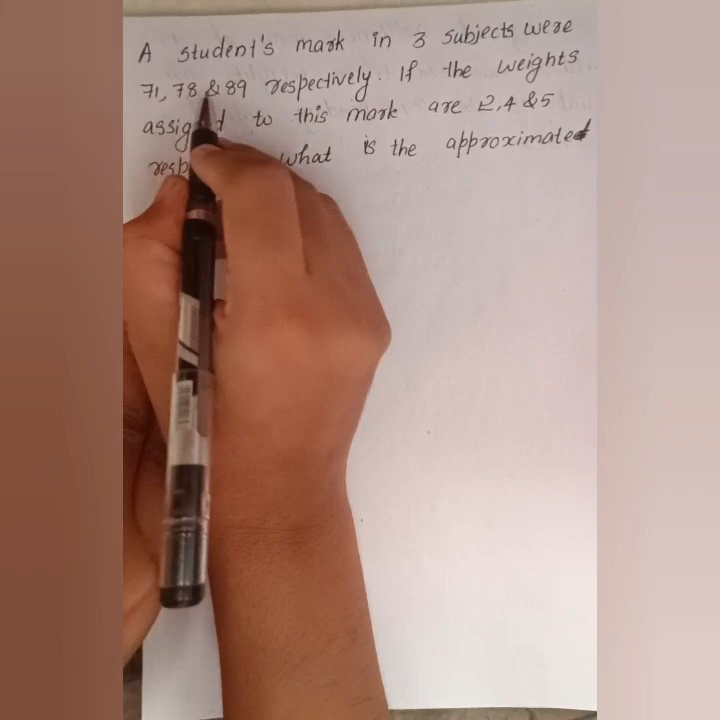 A student's mark in 3 subjects were
71, 78 & 89 respectively. If the weights
to this mark are 2,4 & 5
what is the approximated